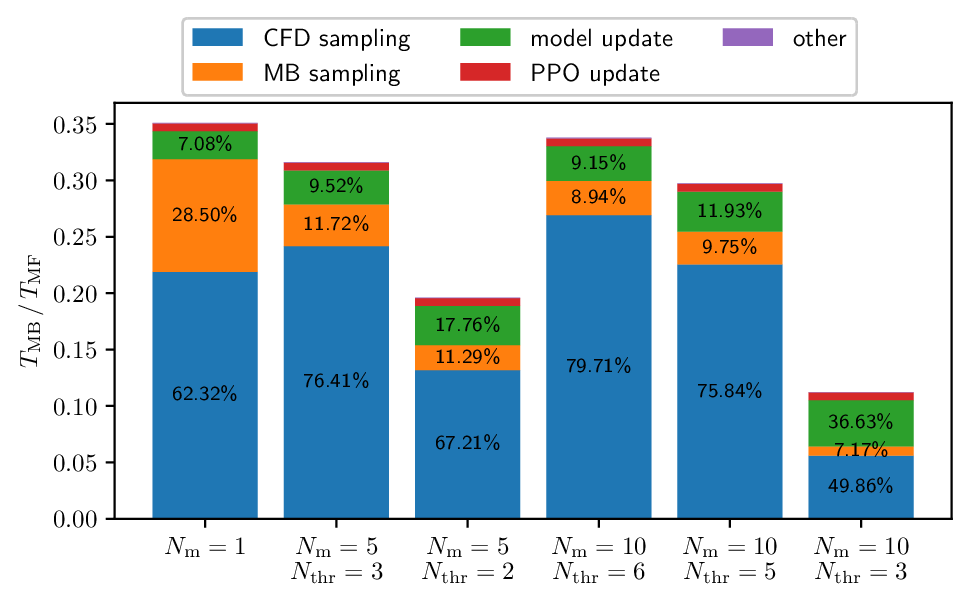 CFD sampling
MB sampling
model update
PPO update
other
T_MB / T_MF
0.35
0.30
0.25
0.20
0.15
0.10
0.05
0.00
7.08%
28.50%
62.32%
9.52%
11.72%
76.41%
17.76%
11.29%
67.21%
9.15%
8.94%
79.71%
11.93%
9.75%
75.84%
36.63%
7.17%
49.86%
N_m = 1
N_m = 5
N_thr = 3
N_m = 5
N_thr = 2
N_m = 10
N_thr = 6
N_m = 10
N_thr = 5
N_m = 10
N_thr = 3